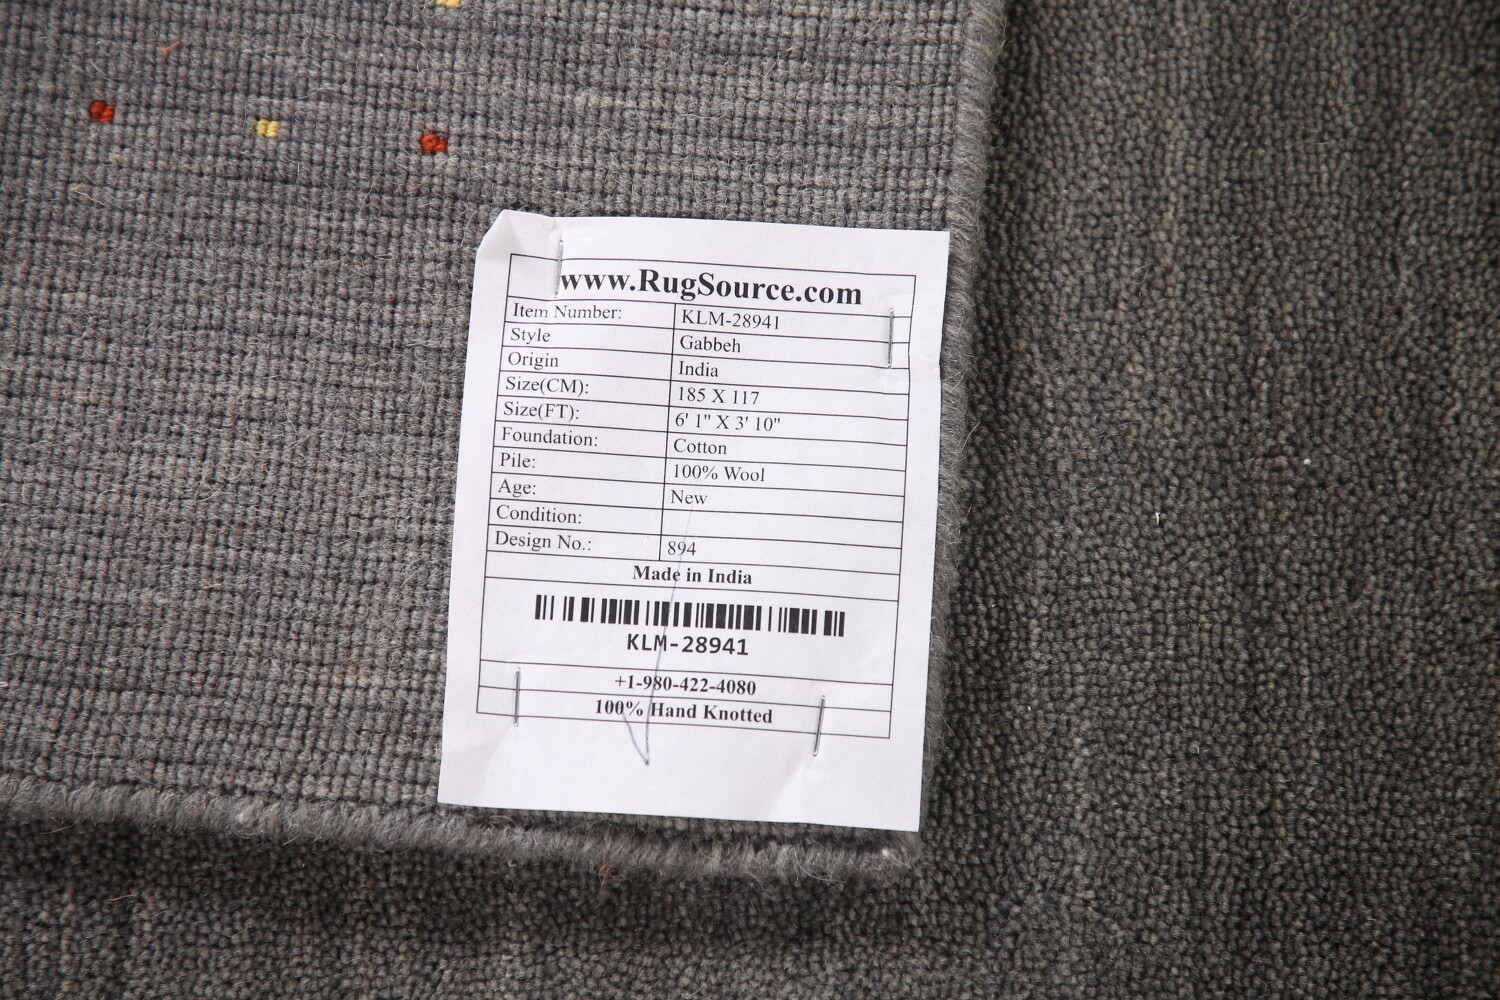 www.RugSource.com
Item Number: KLM-28941
Style Gabbeh
Origin India
Size(CM): 185 X 117
Size(FT): 6' 1" X 3' 10"
Foundation: Cotton
Pile: 100% Wool
Age: New
Condition:
Design No.: 894
Made in India
KLM-28941
+1-980-422-4080
100% Hand Knotted